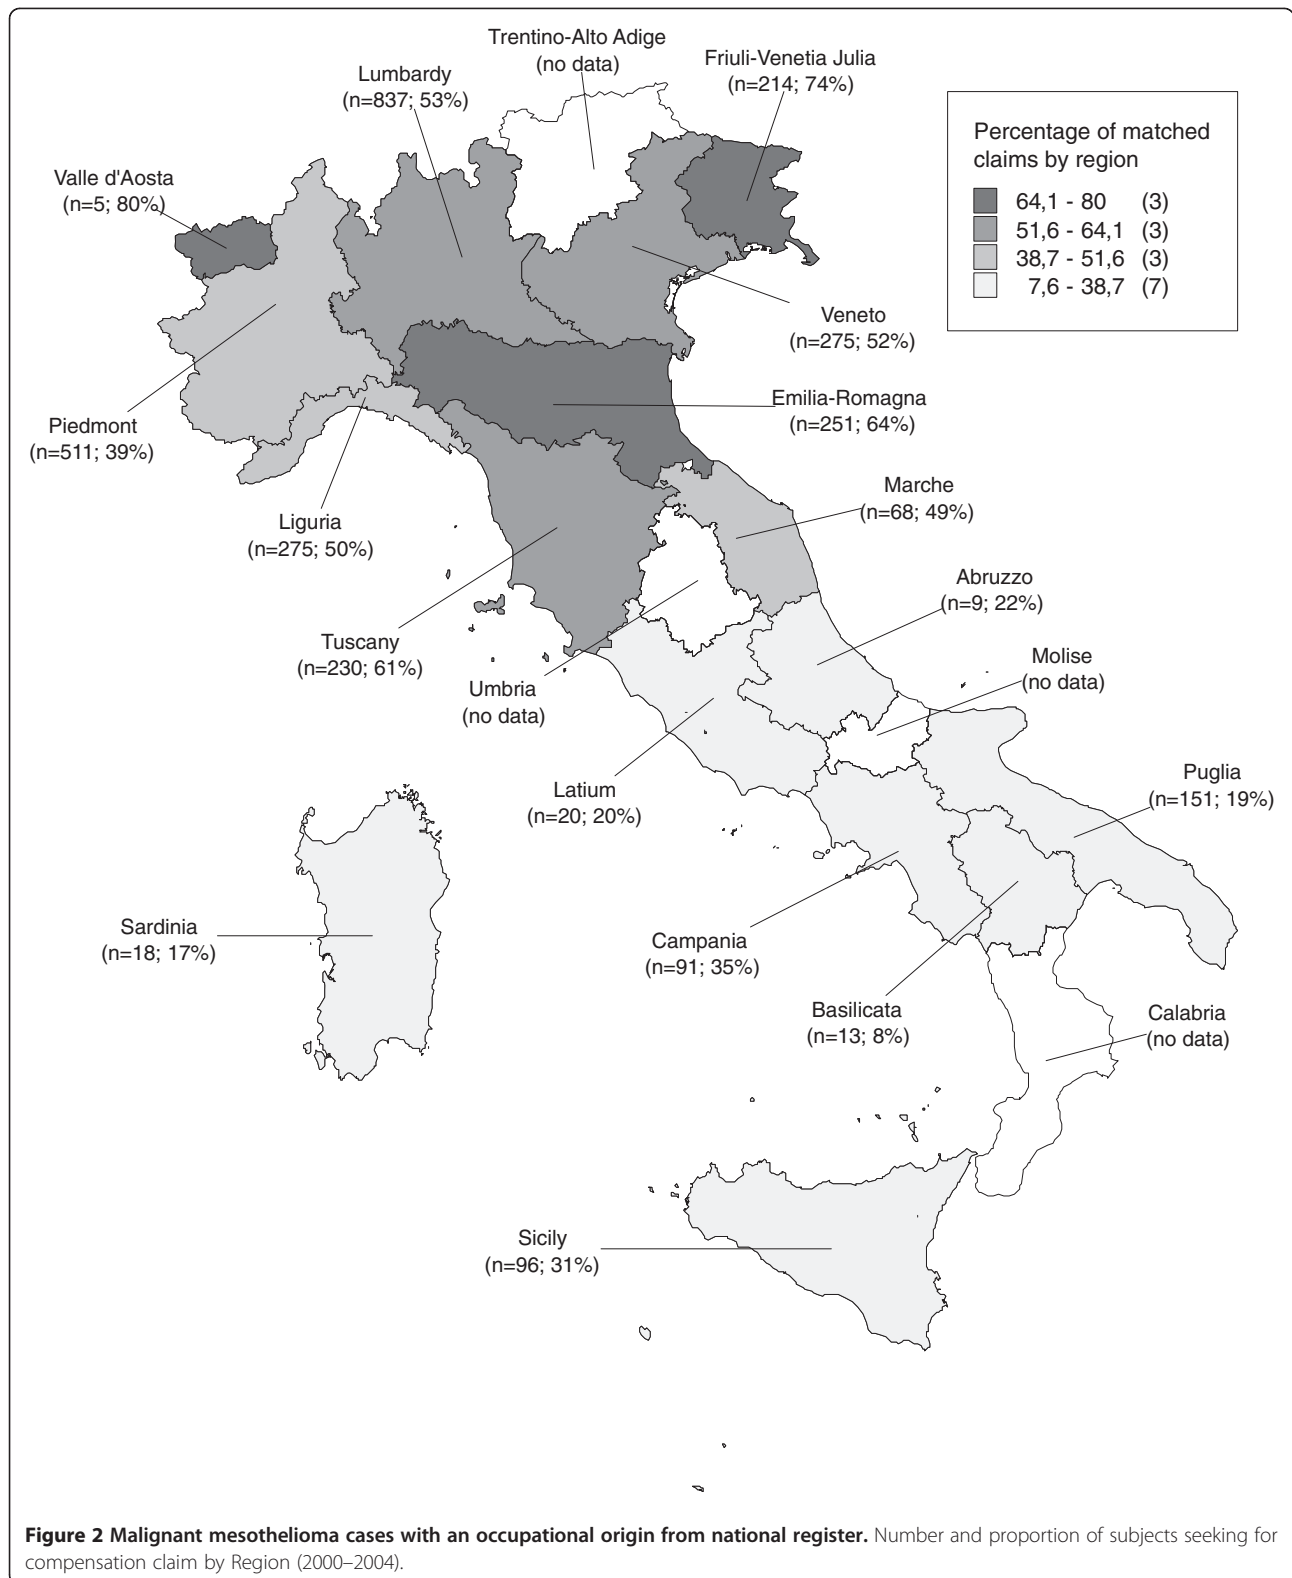 Trentino-Alto Adige
(no data)
Friuli-Venetia Julia
(n=214; 74%)
Lumbardy
(n=837; 53%)
Valle d'Aosta
(n=5; 80%)
Percentage of matched
claims by region
64,1 - 80 (3)
51,6 - 64,1 (3)
38,7 - 51,6 (3)
7,6 - 38,7 (7)
Veneto
(n=275; 52%)
Emilia-Romagna
(n=251; 64%)
Piedmont
(n=511; 39%)
Marche
(n=68; 49%)
Liguria
(n=275; 50%)
Abruzzo
(n=9; 22%)
Tuscany
(n=230; 61%)
Molise
(no data)
Umbria
(no data)
Latium
(n=20; 20%)
Puglia
(n=151; 19%)
Sardinia
(n=18; 17%)
Campania
(n=91; 35%)
Basilicata
(n=13; 8%)
Calabria
(no data)
Sicily
(n=96; 31%)
Figure 2 Malignant mesothelioma cases with an occupational origin from national register. Number and proportion of subjects seeking for
compensation claim by Region (2000–2004).